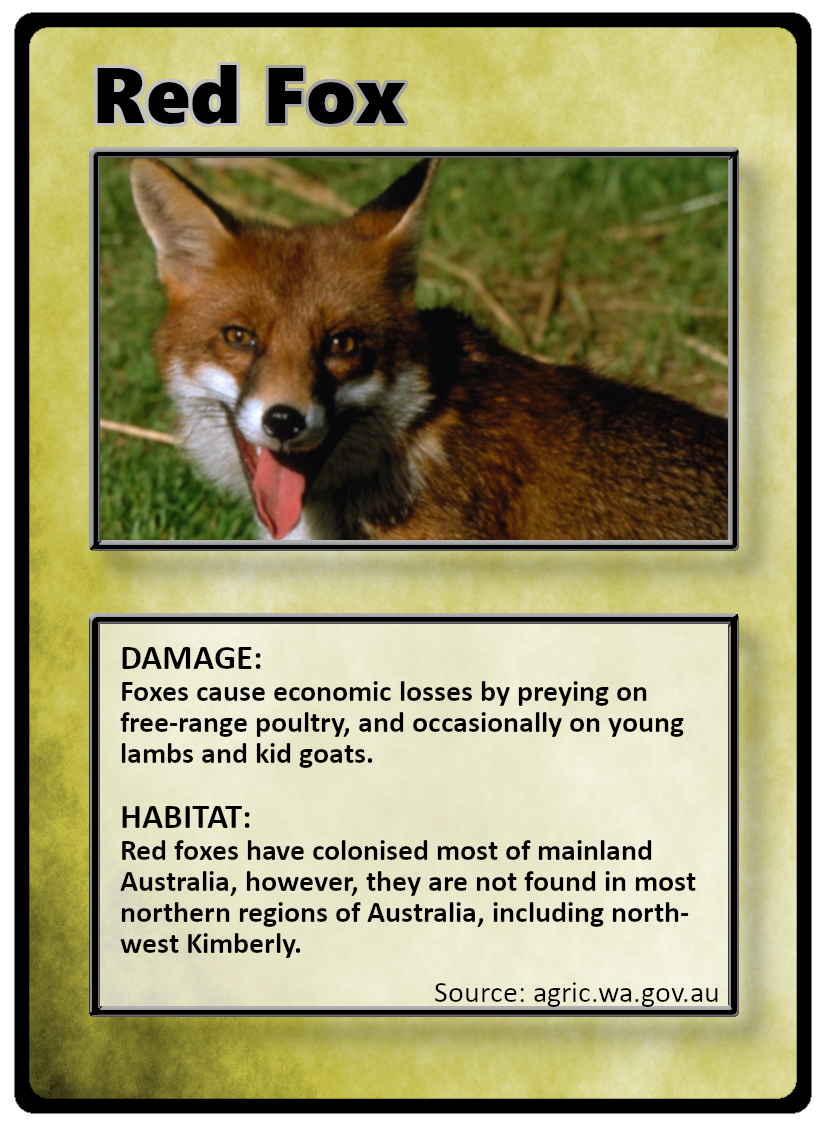 Red Fox
DAMAGE:
Foxes cause economic losses by preying on
free-range poultry, and occasionally on young
lambs and kid goats.
HABITAT:
Red foxes have colonised most of mainland
Australia, however, they are not found in most
northern regions of Australia, including north-
west Kimberly.
Source: agric.wa.gov.au